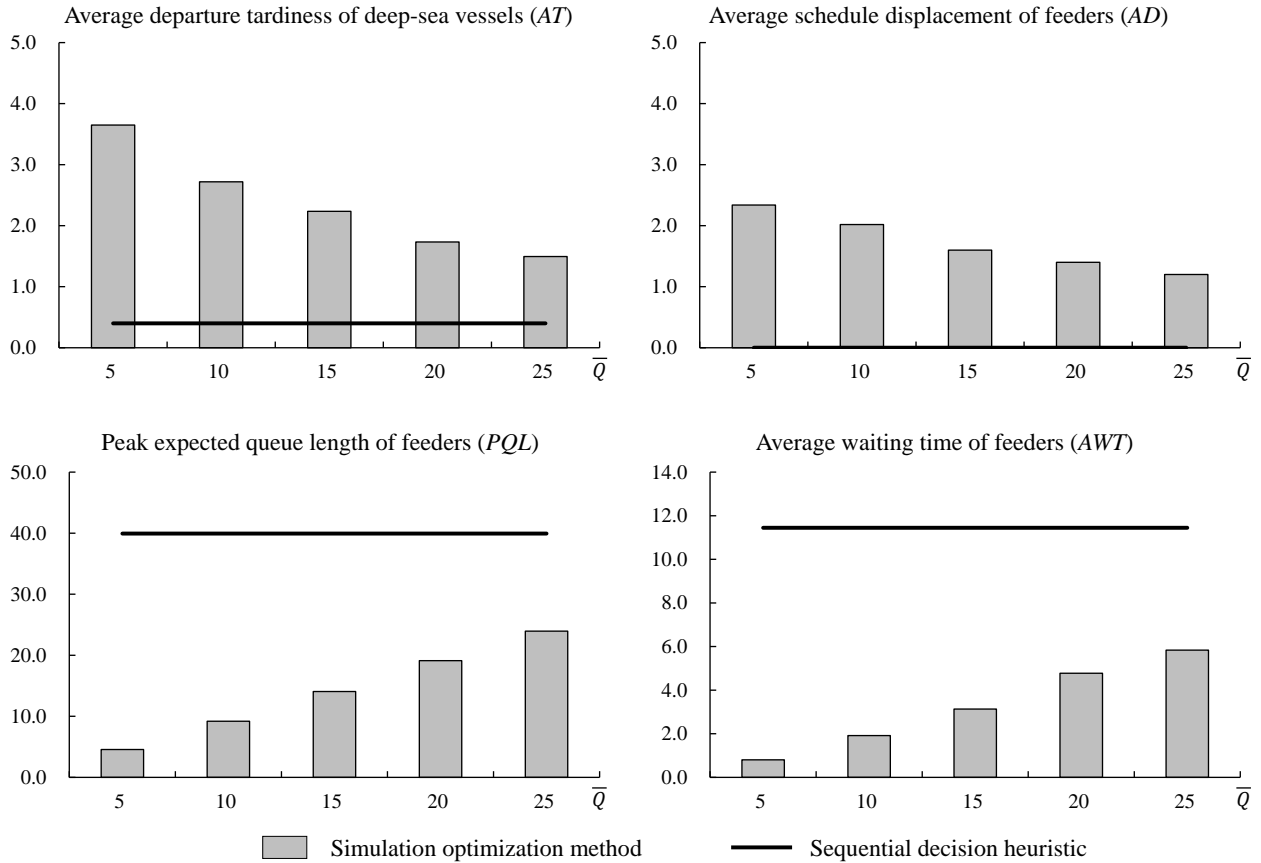 Average departure tardiness of deep-sea vessels (AT)
5.0
4.0
3.0
2.0
1.0
0.0
5 10 15 20 25 Q̅
Average schedule displacement of feeders (AD)
5.0
4.0
3.0
2.0
1.0
0.0
5 10 15 20 25 Q̅
Peak expected queue length of feeders (PQL)
50.0
40.0
30.0
20.0
10.0
0.0
5 10 15 20 25 Q̅
Average waiting time of feeders (AWT)
14.0
12.0
10.0
8.0
6.0
4.0
2.0
0.0
5 10 15 20 25 Q̅
Simulation optimization method Sequential decision heuristic